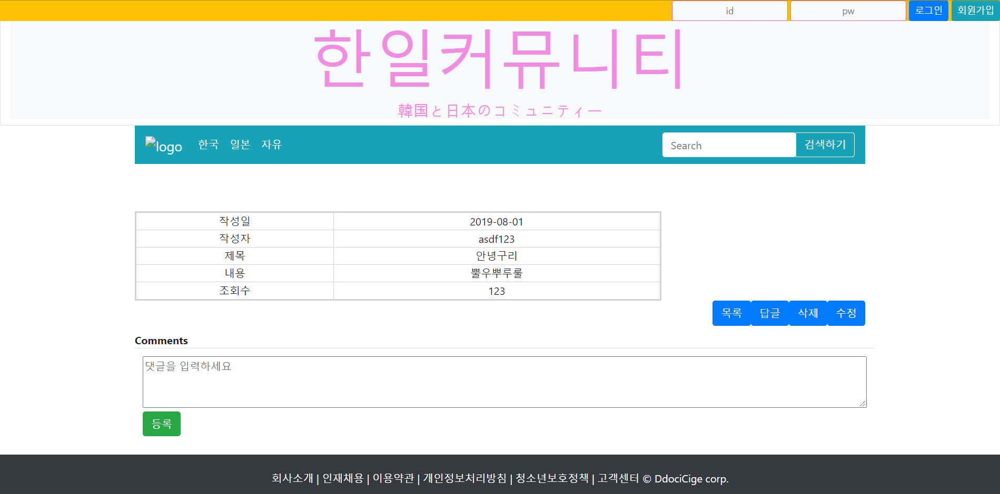 id pw 로그인 회원가입
한일커뮤니티
韓国と日本のコミュニティー
logo 한국 일본 자유 Search 검색하기
작성일 2019-08-01
작성자 asdf123
제목 안녕구리
내용 뿔우뿌루룰
조회수 123
목록 답글 삭제 수정
Comments
댓글을 입력하세요
등록
회사소개 | 인재채용 | 이용약관 | 개인정보처리방침 | 청소년보호정책 | 고객센터 © DdociCige corp.